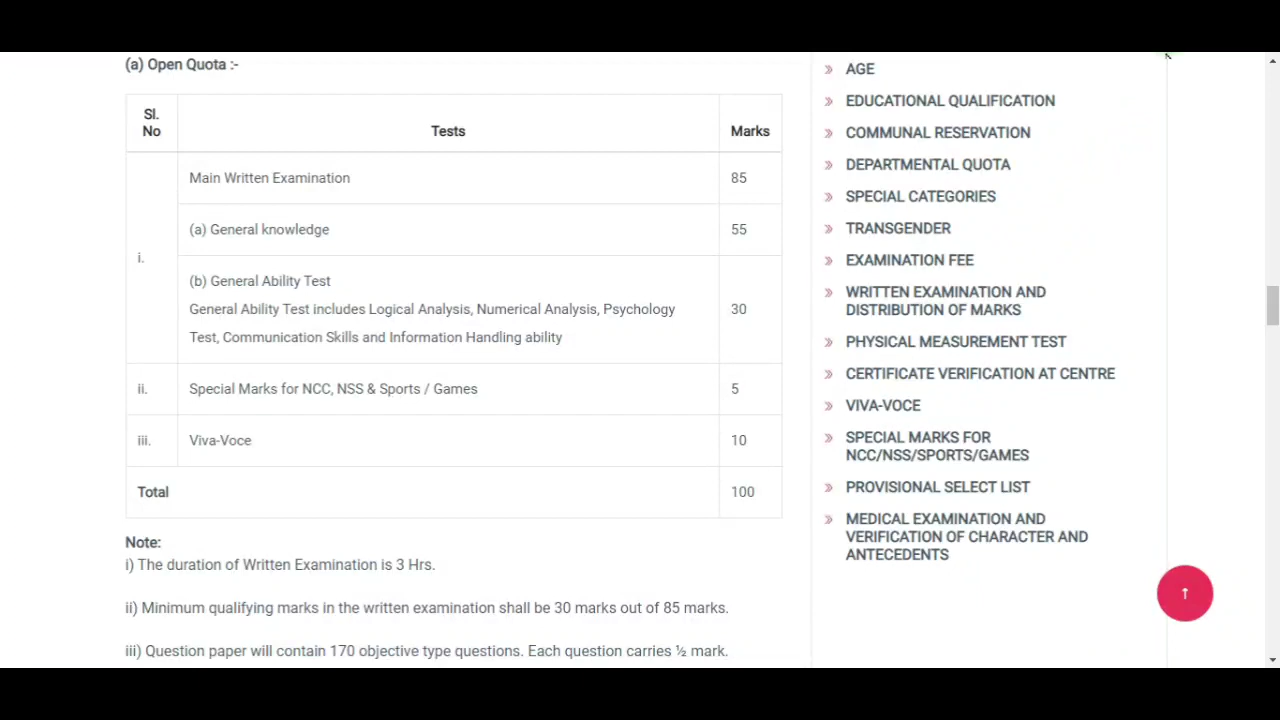 (a) Open Quota :-
Sl.
No
Tests
Marks
i.
Main Written Examination
85
(a) General knowledge
55
(b) General Ability Test
General Ability Test includes Logical Analysis, Numerical Analysis, Psychology
Test, Communication Skills and Information Handling ability
30
ii.
Special Marks for NCC, NSS & Sports / Games
5
iii.
Viva-Voce
10
Total
100
Note:
i) The duration of Written Examination is 3 Hrs.
ii) Minimum qualifying marks in the written examination shall be 30 marks out of 85 marks.
iii) Question paper will contain 170 objective type questions. Each question carries ½ mark.
AGE
EDUCATIONAL QUALIFICATION
COMMUNAL RESERVATION
DEPARTMENTAL QUOTA
SPECIAL CATEGORIES
TRANSGENDER
EXAMINATION FEE
WRITTEN EXAMINATION AND
DISTRIBUTION OF MARKS
PHYSICAL MEASUREMENT TEST
CERTIFICATE VERIFICATION AT CENTRE
VIVA-VOCE
SPECIAL MARKS FOR
NCC/NSS/SPORTS/GAMES
PROVISIONAL SELECT LIST
MEDICAL EXAMINATION AND
VERIFICATION OF CHARACTER AND
ANTECEDENTS